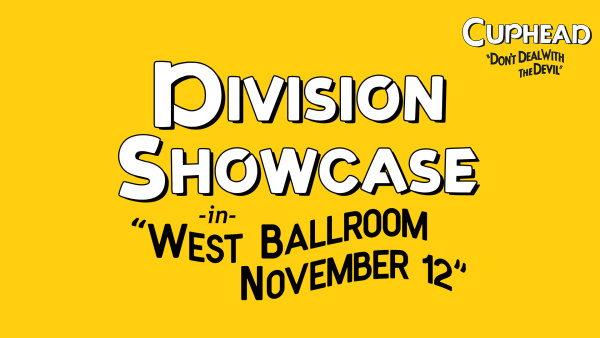 CUPHEAD
"DON'T DEAL WITH
THE DEVIL"
DIVISION
SHOWCASE
-in-
"WEST BALLROOM
NOVEMBER 12"